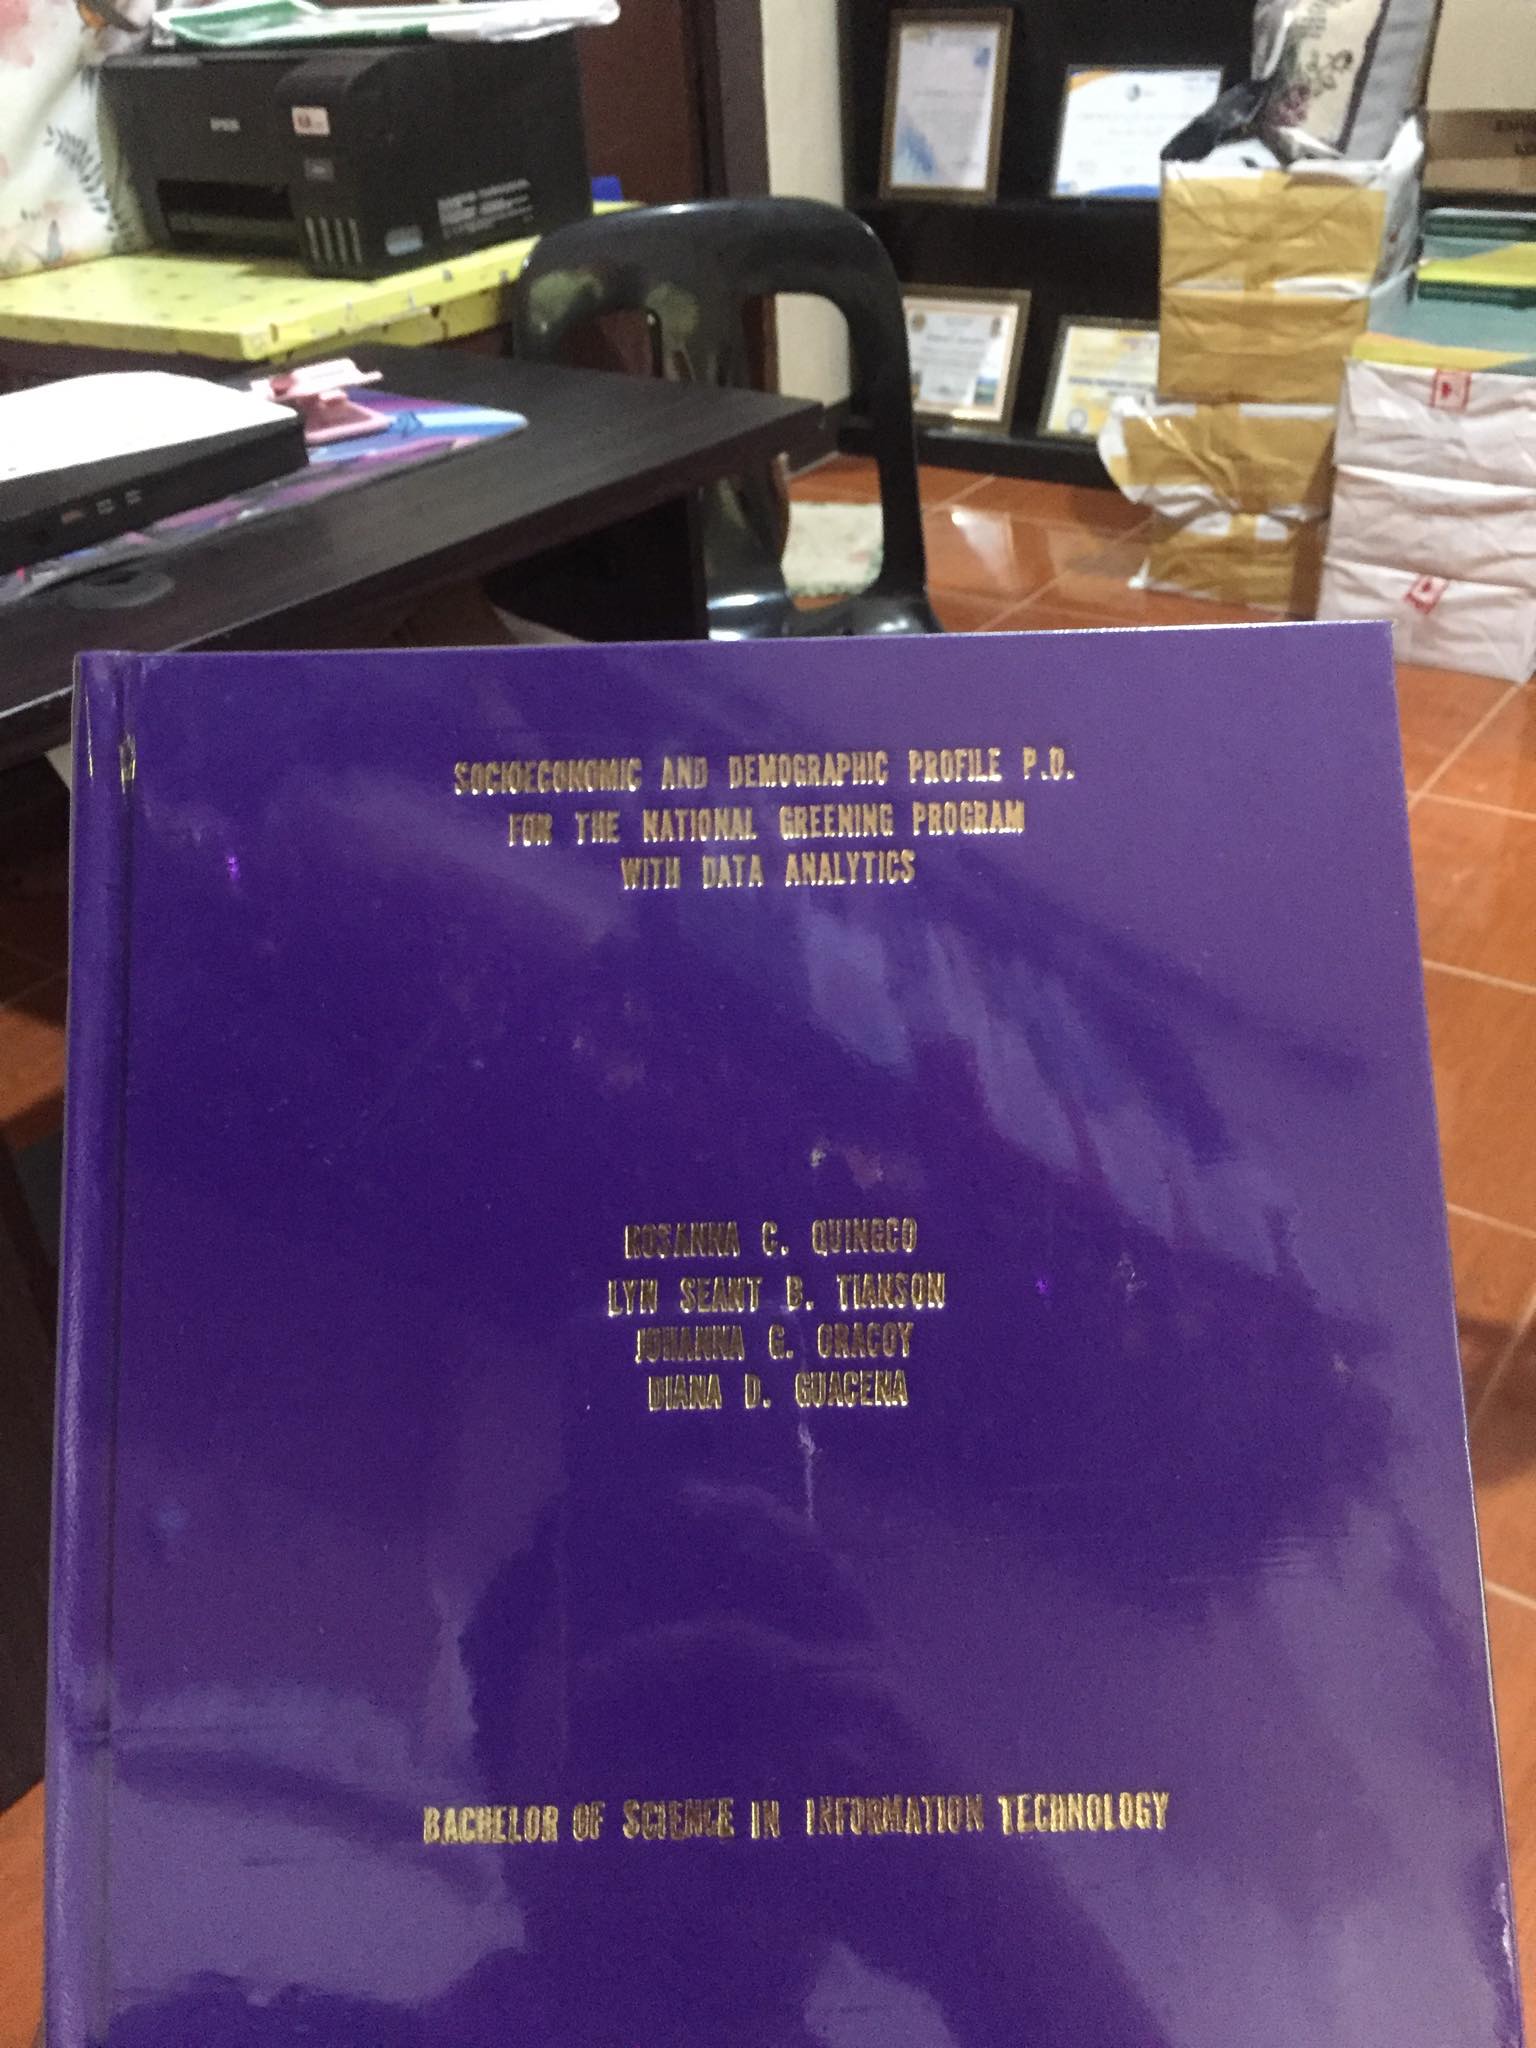 EPSON
SOCIOECONOMIC AND DEMOGRAPHIC PROFILE P.O.
FOR THE NATIONAL GREENING PROGRAM
WITH DATA ANALYTICS
ROSANNA C. QUINGCO
LYN SEANT B. TIANSON
JOHANNA G. ORACOY
DIANA D. GUACENA
BACHELOR OF SCIENCE IN INFORMATION TECHNOLOGY